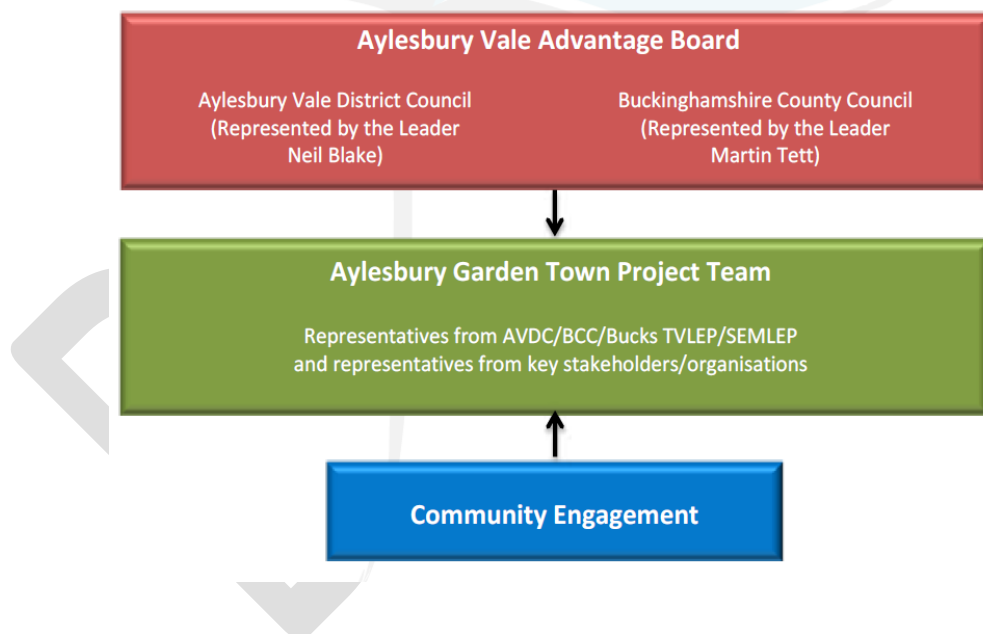 Aylesbury Vale Advantage Board
Aylesbury Vale District Council
(Represented by the Leader
Neil Blake)
Buckinghamshire County Council
(Represented by the Leader
Martin Tett)
Aylesbury Garden Town Project Team
Representatives from AVDC/BCC/Bucks TVLEP/SEMLEP
and representatives from key stakeholders/organisations
Community Engagement